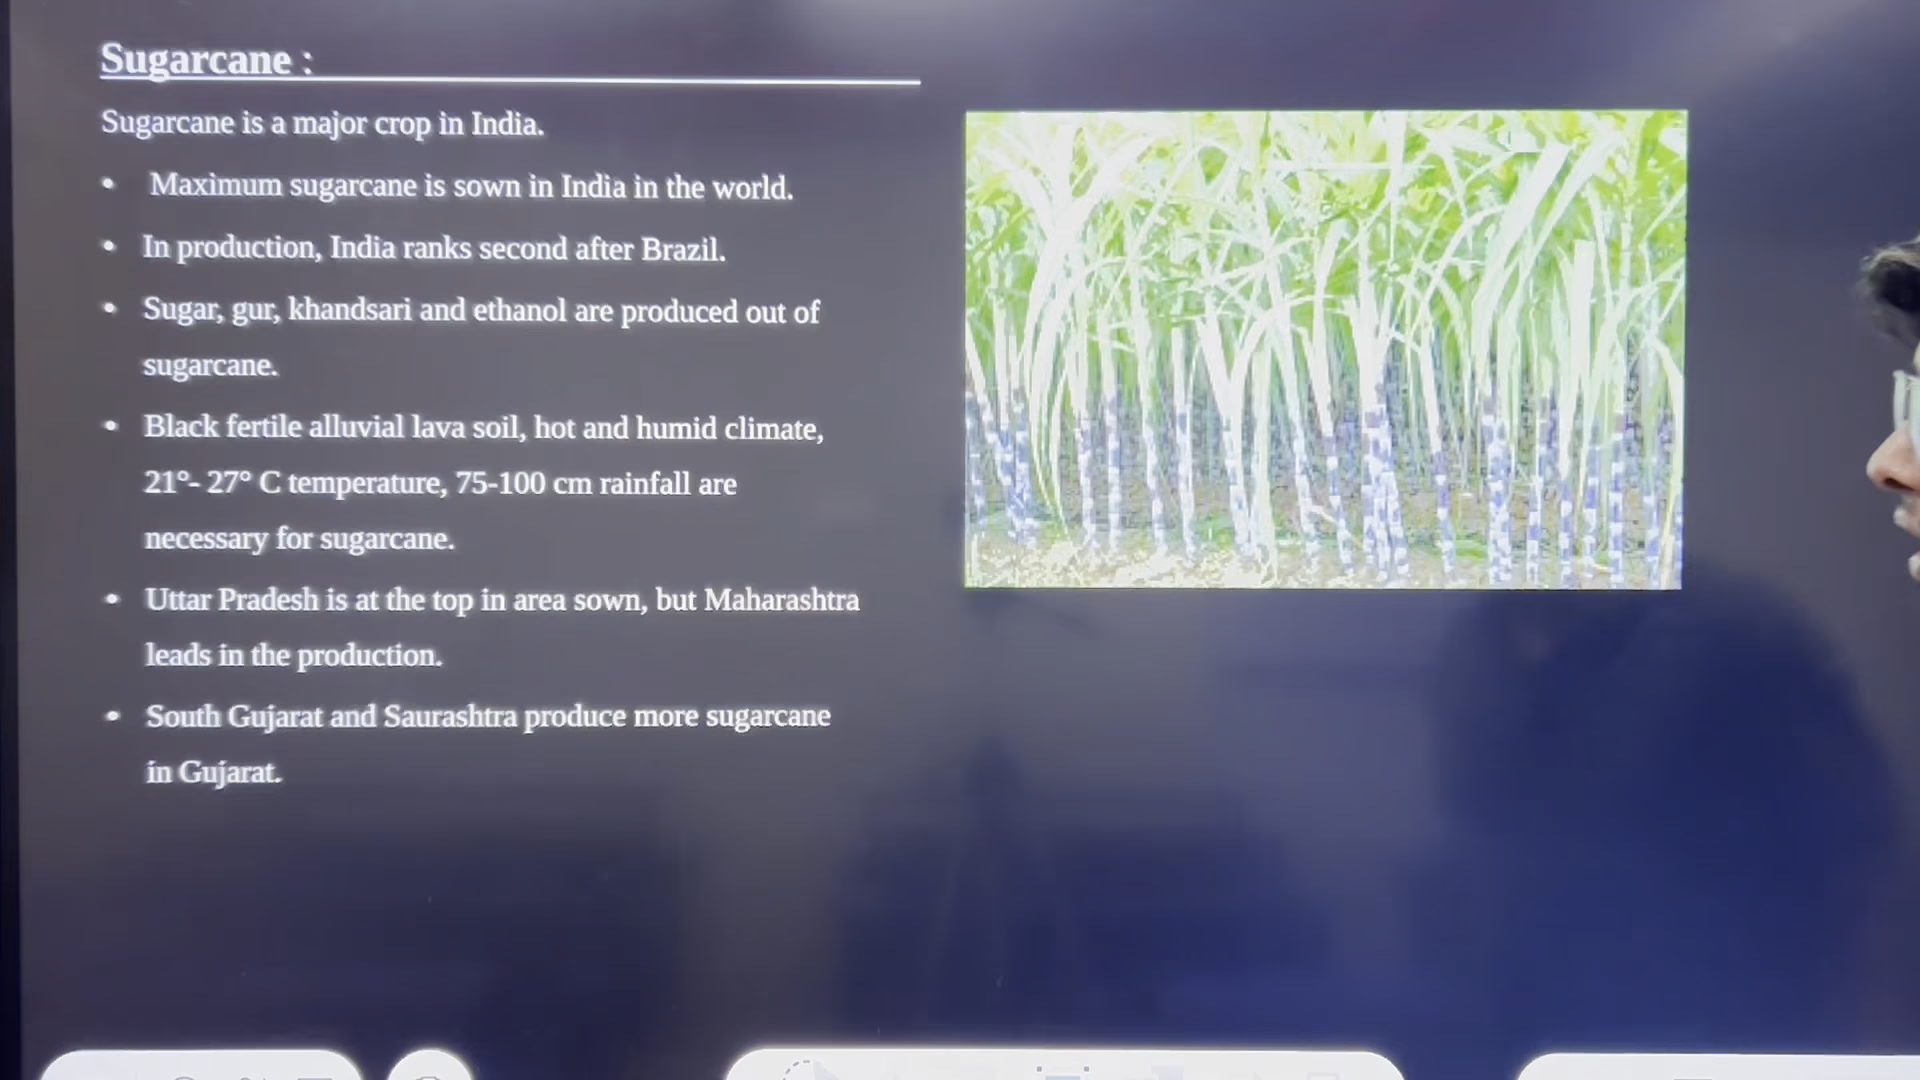 Sugarcane :
Sugarcane is a major crop in India.
• Maximum sugarcane is sown in India in the world.
• In production, India ranks second after Brazil.
• Sugar, gur, khandsari and ethanol are produced out of
sugarcane.
• Black fertile alluvial lava soil, hot and humid climate,
21°- 27° C temperature, 75-100 cm rainfall are
necessary for sugarcane.
• Uttar Pradesh is at the top in area sown, but Maharashtra
leads in the production.
• South Gujarat and Saurashtra produce more sugarcane
in Gujarat.